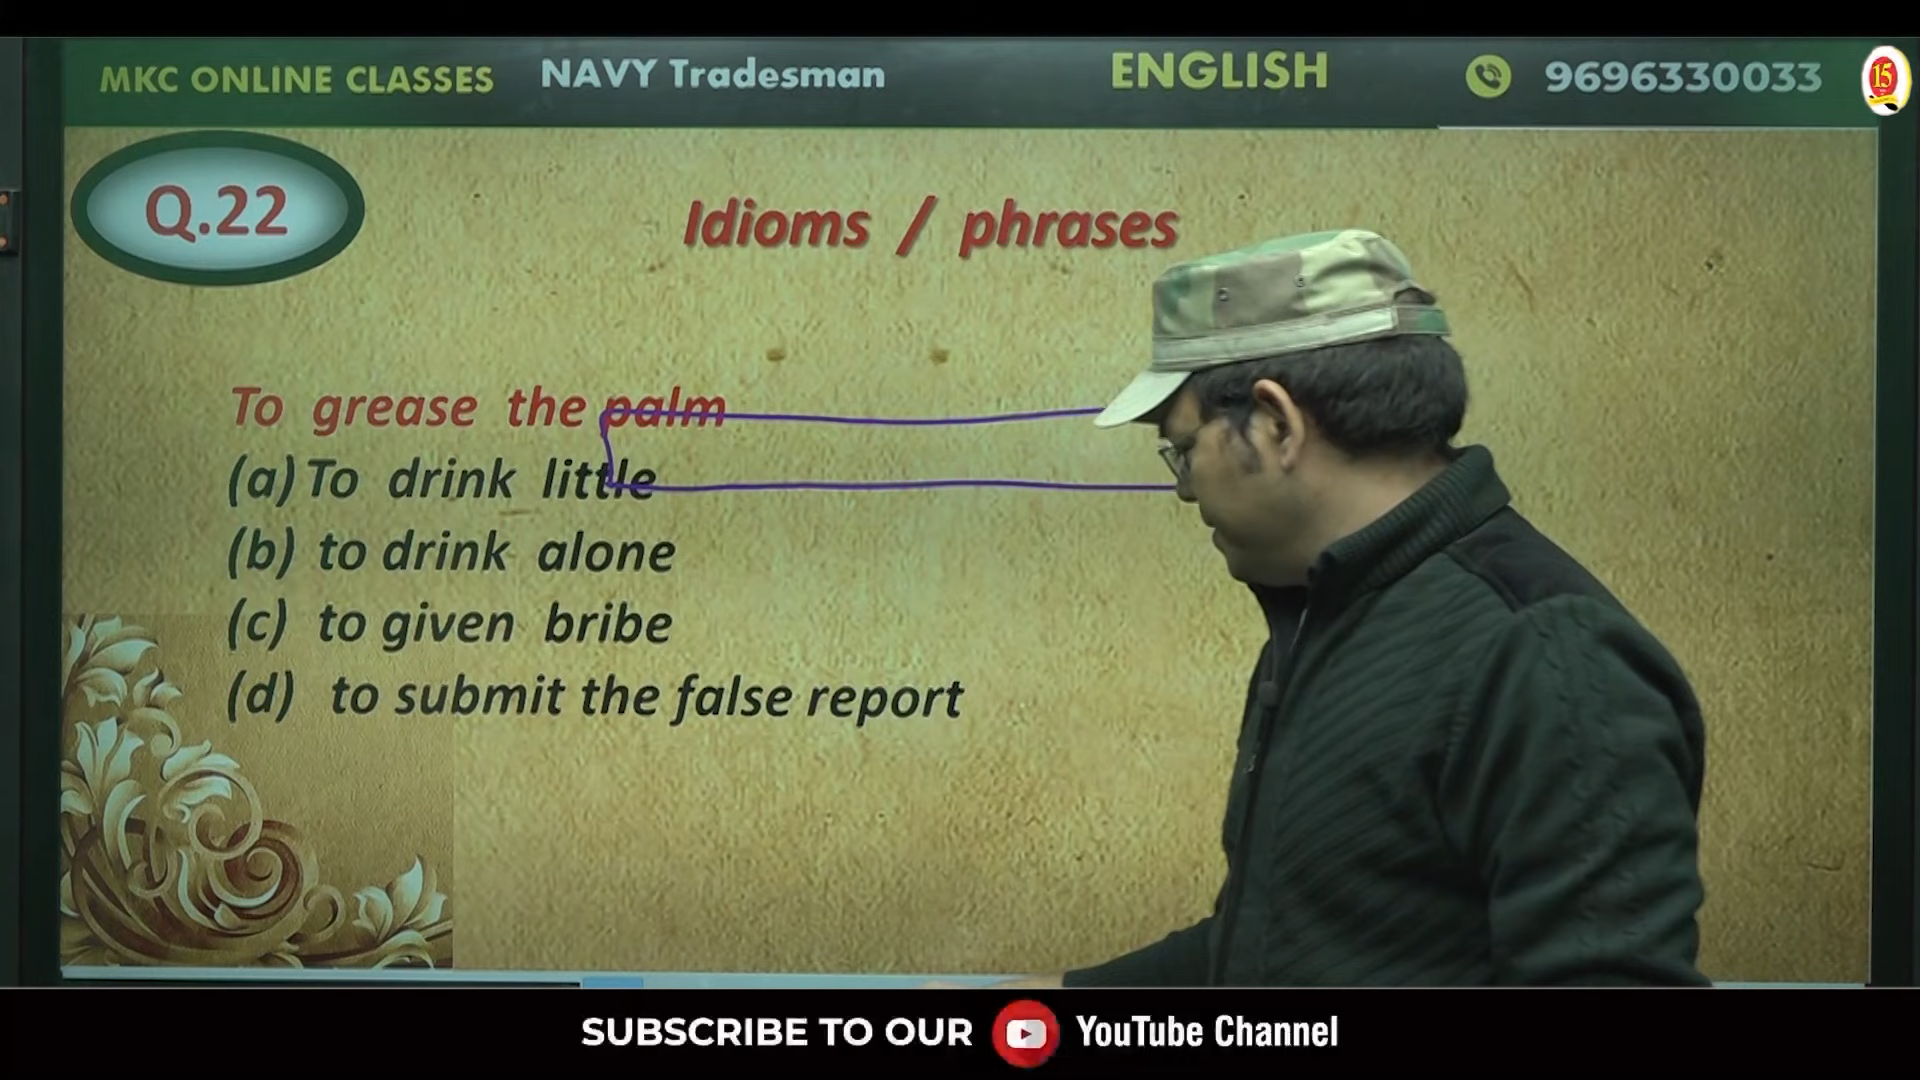 MKC ONLINE CLASSES NAVY Tradesman ENGLISH 9696330033
15
Q.22
Idioms / phrases
To grease the palm
(a) To drink little
(b) to drink alone
(c) to given bribe
(d) to submit the false report
SUBSCRIBE TO OUR YouTube Channel